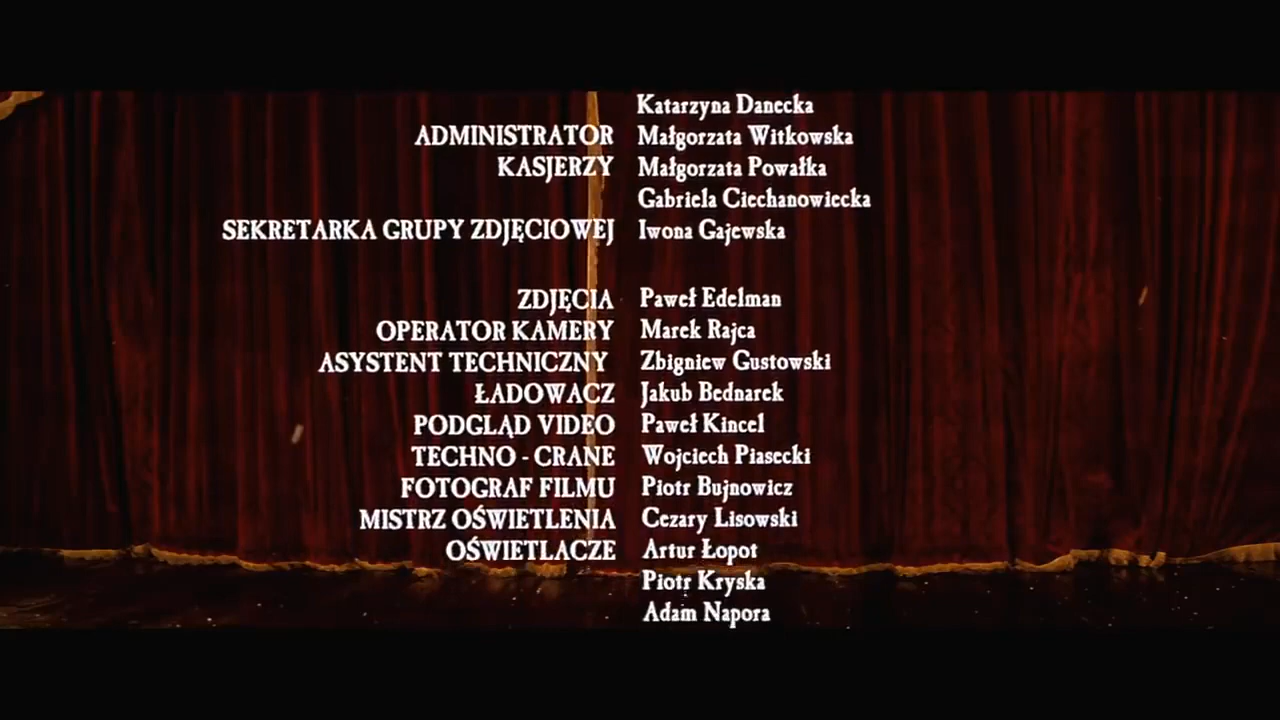 Katarzyna Danecka
ADMINISTRATOR Małgorzata Witkowska
KASJERZY Małgorzata Powałka
Gabriela Ciechanowiecka
SEKRETARKA GRUPY ZDJĘCIOWEJ Iwona Gajewska
ZDJĘCIA Paweł Edelman
OPERATOR KAMERY Marek Rajca
ASYSTENT TECHNICZNY Zbigniew Gustowski
ŁADOWACZ Jakub Bednarek
PODGLĄD VIDEO Paweł Kincel
TECHNO - CRANE Wojciech Piasecki
FOTOGRAF FILMU Piotr Bujnowicz
MISTRZ OŚWIETLENIA Cezary Lisowski
OŚWIETLACZE Artur Łopot
Piotr Kryska
Adam Napora